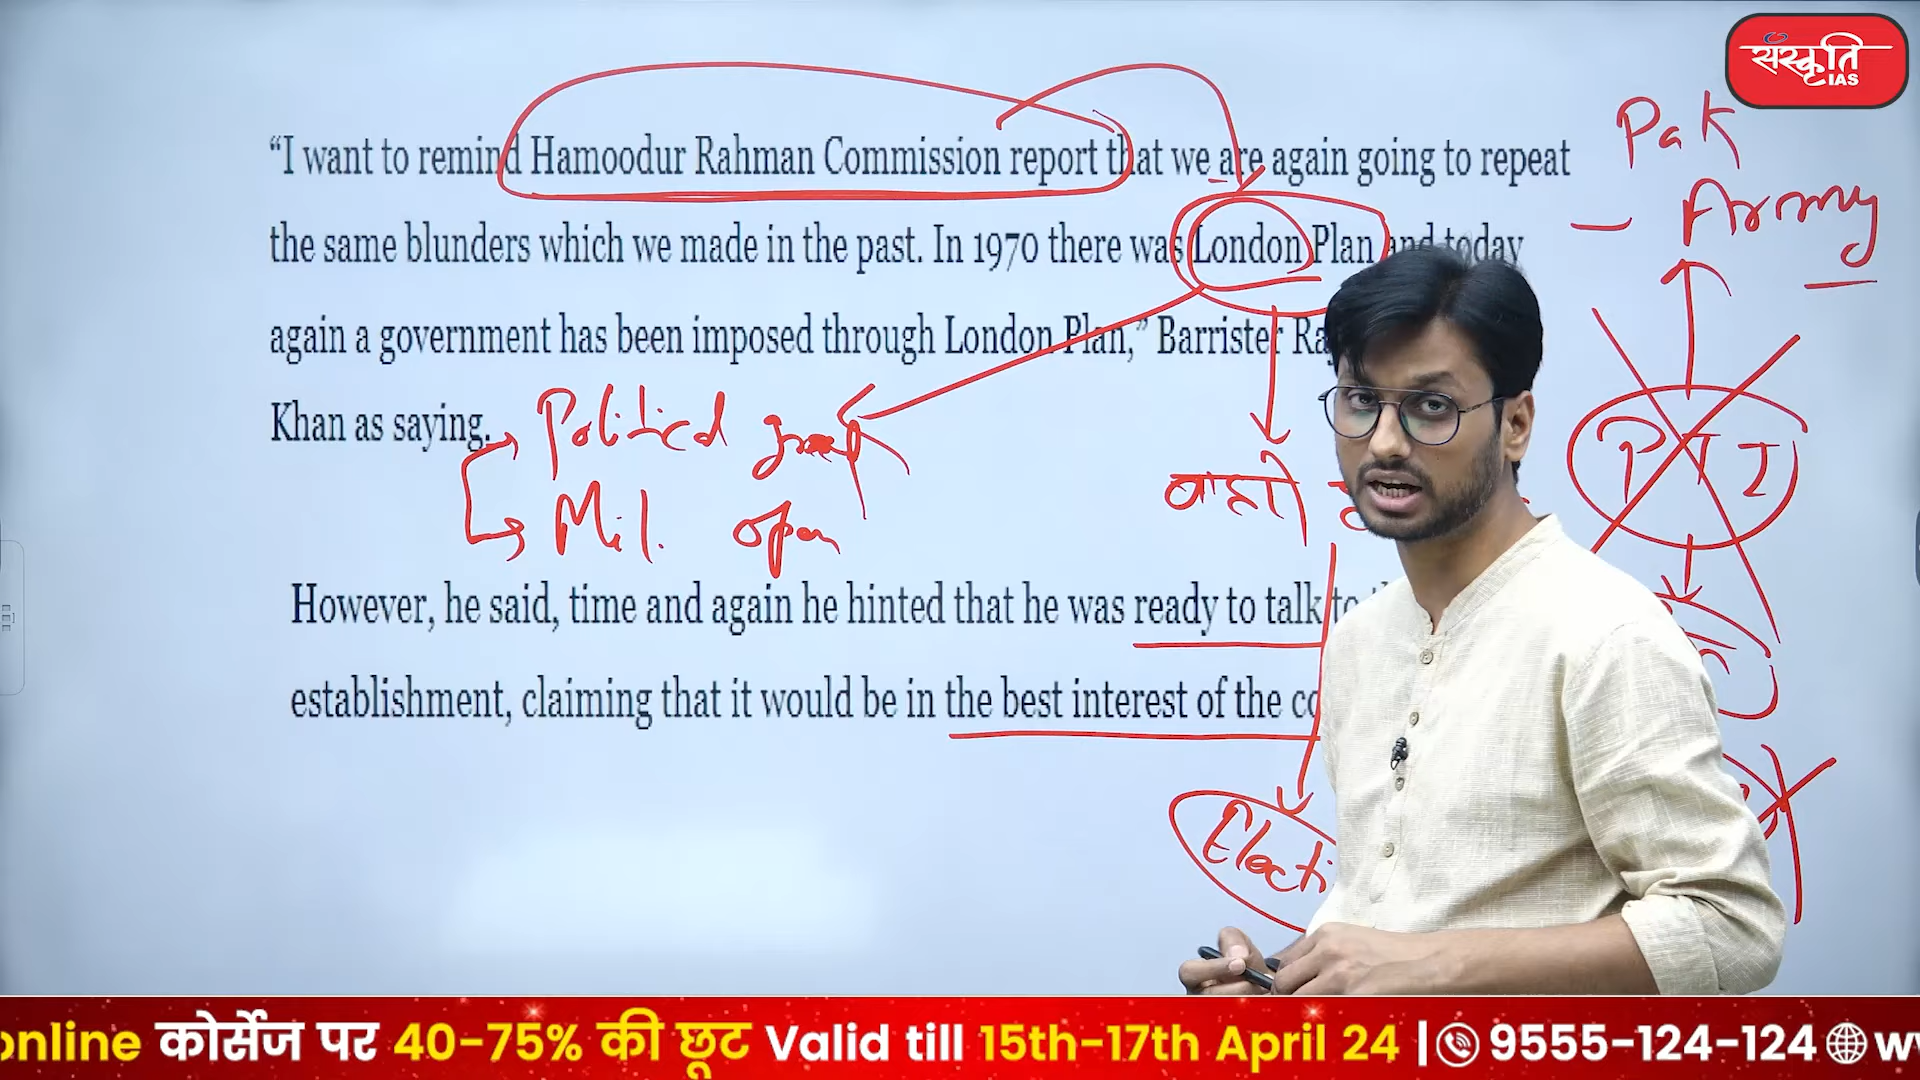 संस्कृति
IAS
Pak
- Army
“I want to remind Hamoodur Rahman Commission report that we are again going to repeat
the same blunders which we made in the past. In 1970 there was London Plan and today
again a government has been imposed through London Plan,” Barrister
Khan as saying.
Political group
Mil. open
बाहरी
PTI
However, he said, time and again he hinted that he was ready to talk to
establishment, claiming that it would be in the best interest of the
Electi
online कोर्सेज पर 40-75% की छूट Valid till 15th-17th April 24 | 9555-124-124